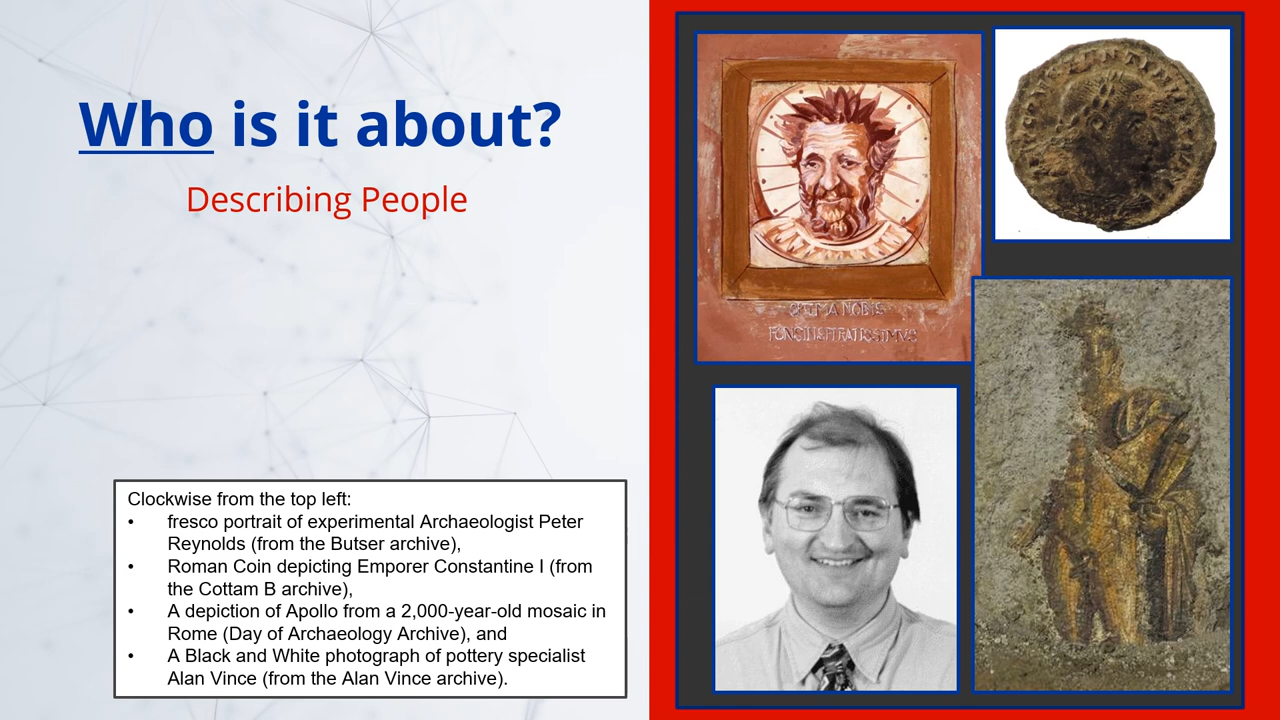 Who is it about?
Describing People
Clockwise from the top left:
• fresco portrait of experimental Archaeologist Peter
Reynolds (from the Butser archive),
• Roman Coin depicting Emporer Constantine I (from
the Cottam B archive),
• A depiction of Apollo from a 2,000-year-old mosaic in
Rome (Day of Archaeology Archive), and
• A Black and White photograph of pottery specialist
Alan Vince (from the Alan Vince archive).